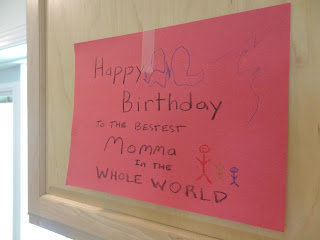 Happy
Birthday
TO THE BESTEST
Momma
IN THE
WHOLE WORLD